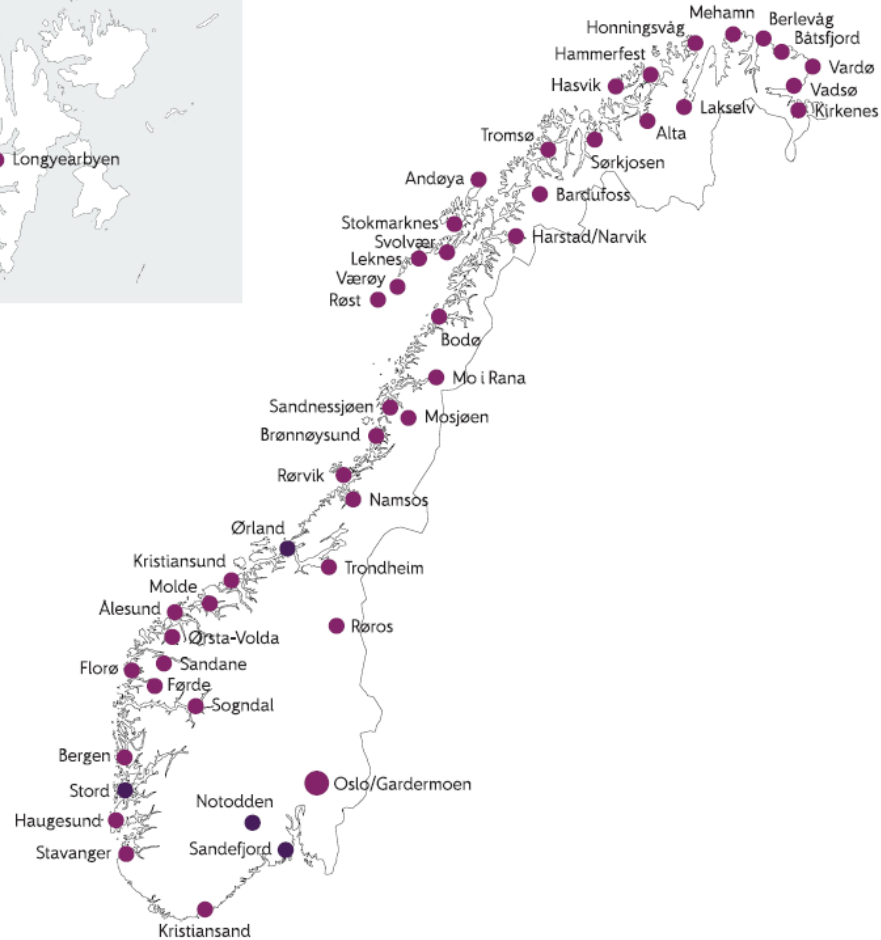 Mehamn
Berlevåg
Honningsvåg
Båtsfjord
Hammerfest
Vardø
Hasvik
Vadsø
Lakselv
Kirkenes
Alta
Tromsø
Sørkjosen
Longyearbyen
Andøya
Bardufoss
Stokmarknes
Harstad/Narvik
Svolvær
Leknes
Værøy
Røst
Bodø
Mo i Rana
Sandnessjøen
Mosjøen
Brønnøysund
Rørvik
Namsos
Ørland
Kristiansund
Trondheim
Molde
Ålesund
Røros
Ørsta-Volda
Sandane
Florø
Førde
Sogndal
Bergen
Oslo/Gardermoen
Stord
Notodden
Haugesund
Sandefjord
Stavanger
Kristiansand